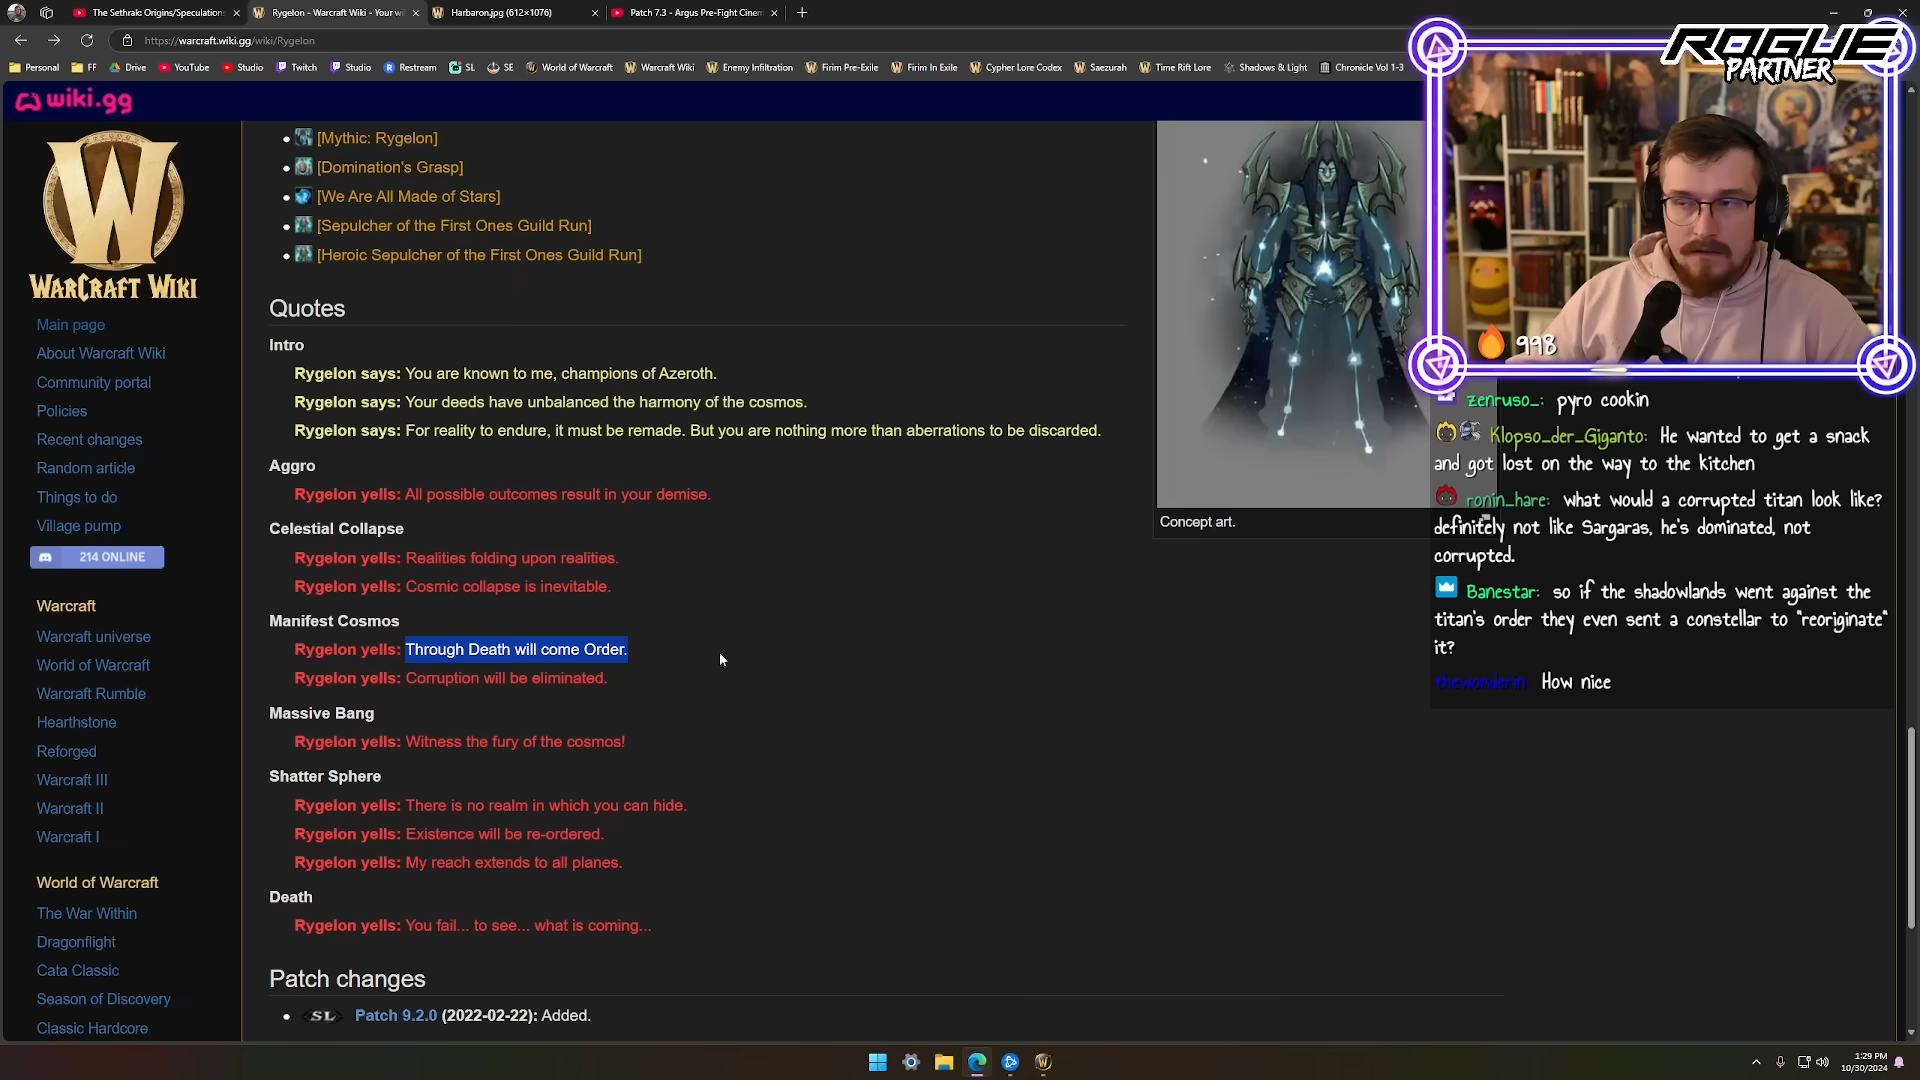 The Sethrak: Origins/Speculations
Rygelon - Warcraft Wiki - Your wi
Harbaron.jpg (612×1076)
Patch 7.3 - Argus Pre-Fight Cinem
https://warcraft.wiki.gg/wiki/Rygelon
Personal
FF
Drive
YouTube
Studio
Twitch
Studio
Restream
SL
SE
World of Warcraft
Warcraft Wiki
Enemy Infiltration
Firim Pre-Exile
Firim In Exile
Cypher Lore Codex
Saezurah
Time Rift Lore
Shadows & Light
Chronicle Vol 1-3
ROGUE
PARTNER
wiki.gg
WARCRAFT WIKI
Main page
About Warcraft Wiki
Community portal
Policies
Recent changes
Random article
Things to do
Village pump
214 ONLINE
Warcraft
Warcraft universe
World of Warcraft
Warcraft Rumble
Hearthstone
Reforged
Warcraft III
Warcraft II
Warcraft I
World of Warcraft
The War Within
Dragonflight
Cata Classic
Season of Discovery
Classic Hardcore
[Mythic: Rygelon]
[Domination's Grasp]
[We Are All Made of Stars]
[Sepulcher of the First Ones Guild Run]
[Heroic Sepulcher of the First Ones Guild Run]
Quotes
Intro
Rygelon says: You are known to me, champions of Azeroth.
Rygelon says: Your deeds have unbalanced the harmony of the cosmos.
Rygelon says: For reality to endure, it must be remade. But you are nothing more than aberrations to be discarded.
Aggro
Rygelon yells: All possible outcomes result in your demise.
Celestial Collapse
Rygelon yells: Realities folding upon realities.
Rygelon yells: Cosmic collapse is inevitable.
Manifest Cosmos
Rygelon yells: Through Death will come Order.
Rygelon yells: Corruption will be eliminated.
Massive Bang
Rygelon yells: Witness the fury of the cosmos!
Shatter Sphere
Rygelon yells: There is no realm in which you can hide.
Rygelon yells: Existence will be re-ordered.
Rygelon yells: My reach extends to all planes.
Death
Rygelon yells: You fail... to see... what is coming...
Patch changes
SL Patch 9.2.0 (2022-02-22): Added.
Concept art.
998
zenruso_: pyro cookin
Klopso_der_Giganto: He wanted to get a snack
and got lost on the way to the kitchen
ronin_hare: what would a corrupted titan look like?
definitely not like Sargaras, he's dominated, not
corrupted.
Banestar: so if the shadowlands went against the
titan's order they even sent a constellar to "reoriginate"
it?
thewonderin: How nice
1:29 PM
10/30/2024